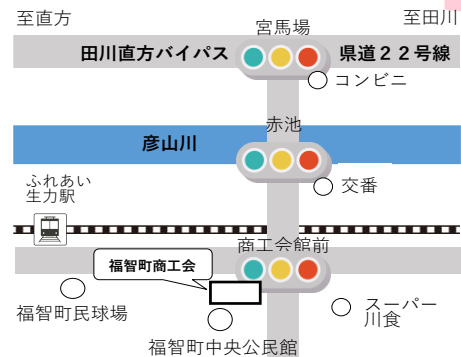 至直方
至田川
宮馬場
田川直方バイパス
県道２２号線
コンビニ
赤池
彦山川
交番
ふれあい
生力駅
商工会館前
福智町商工会
福智町民球場
スーパー
川食
福智町中央公民館